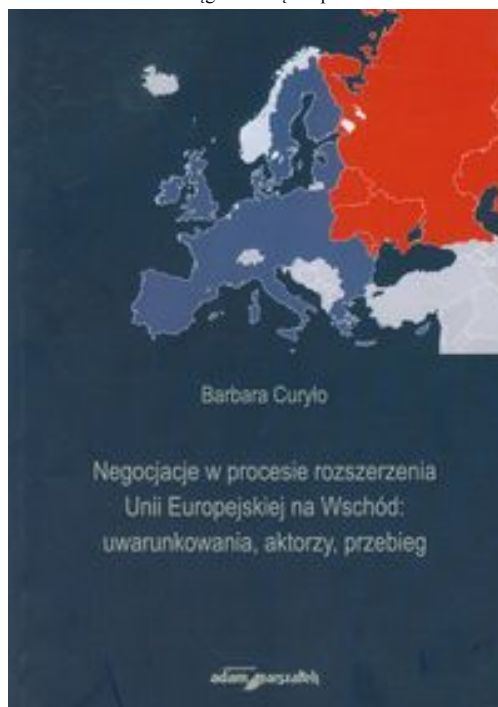 Barbara Curyło
Negocjacje w procesie rozszerzenia
Unii Europejskiej na Wschód:
uwarunkowania, aktorzy, przebieg
adam marszałek